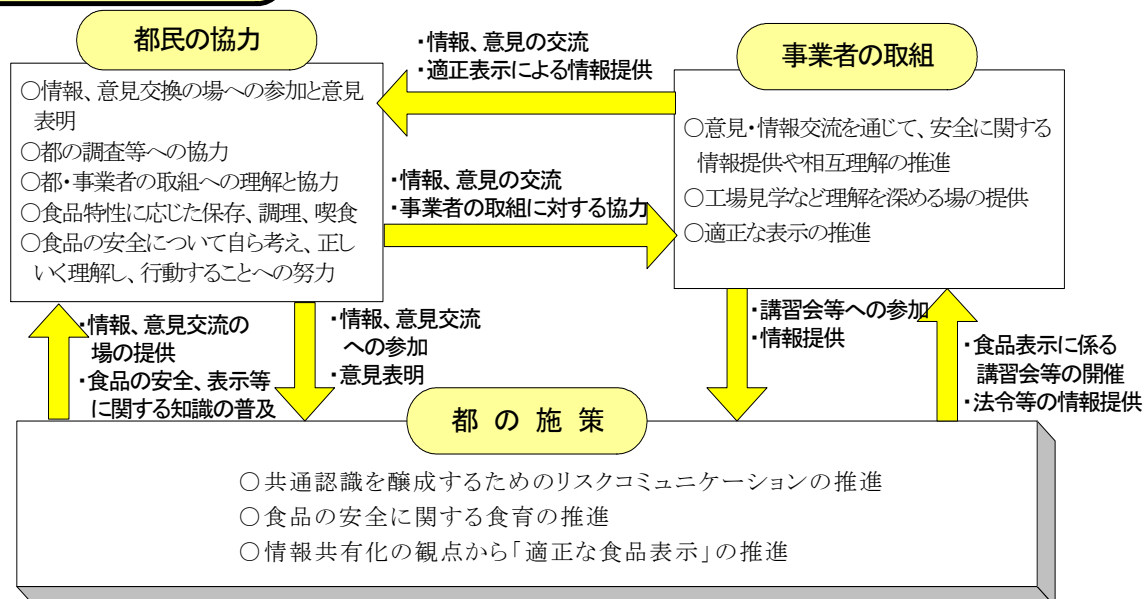 都民の協力
○情報、意見交換の場への参加と意見
表明
○都の調査等への協力
○都・事業者の取組への理解と協力
○食品特性に応じた保存、調理、喫食
○食品の安全について自ら考え、正し
いく理解し、行動することへの努力
・情報、意見の交流
・適正表示による情報提供
・情報、意見の交流
・事業者の取組に対する協力
事業者の取組
○意見・情報交流を通じて、安全に関する
情報提供や相互理解の推進
○工場見学など理解を深める場の提供
○適正な表示の推進
・情報、意見交流の
場の提供
・食品の安全、表示等
に関する知識の普及
・情報、意見交流
への参加
・意見表明
・講習会等への参加
・情報提供
・食品表示に係る
講習会等の開催
・法令等の情報提供
都の施策
○共通認識を醸成するためのリスクコミュニケーションの推進
○食品の安全に関する食育の推進
○情報共有化の観点から「適正な食品表示」の推進